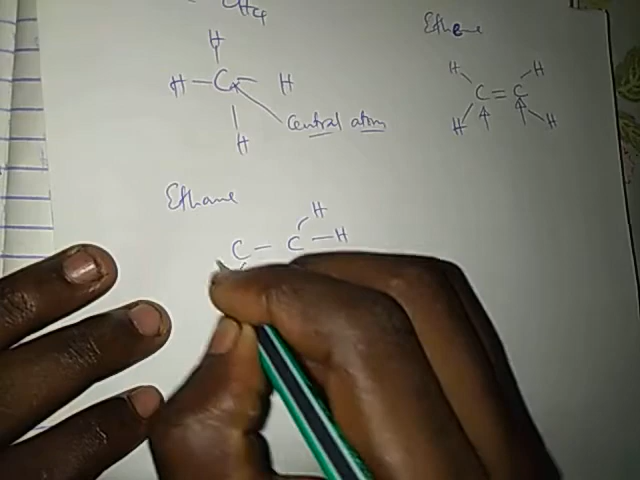 CH4
H
H – C – H
Central atom
H
Ethene
H H
C = C
H H
Ethane
H
C – C – H